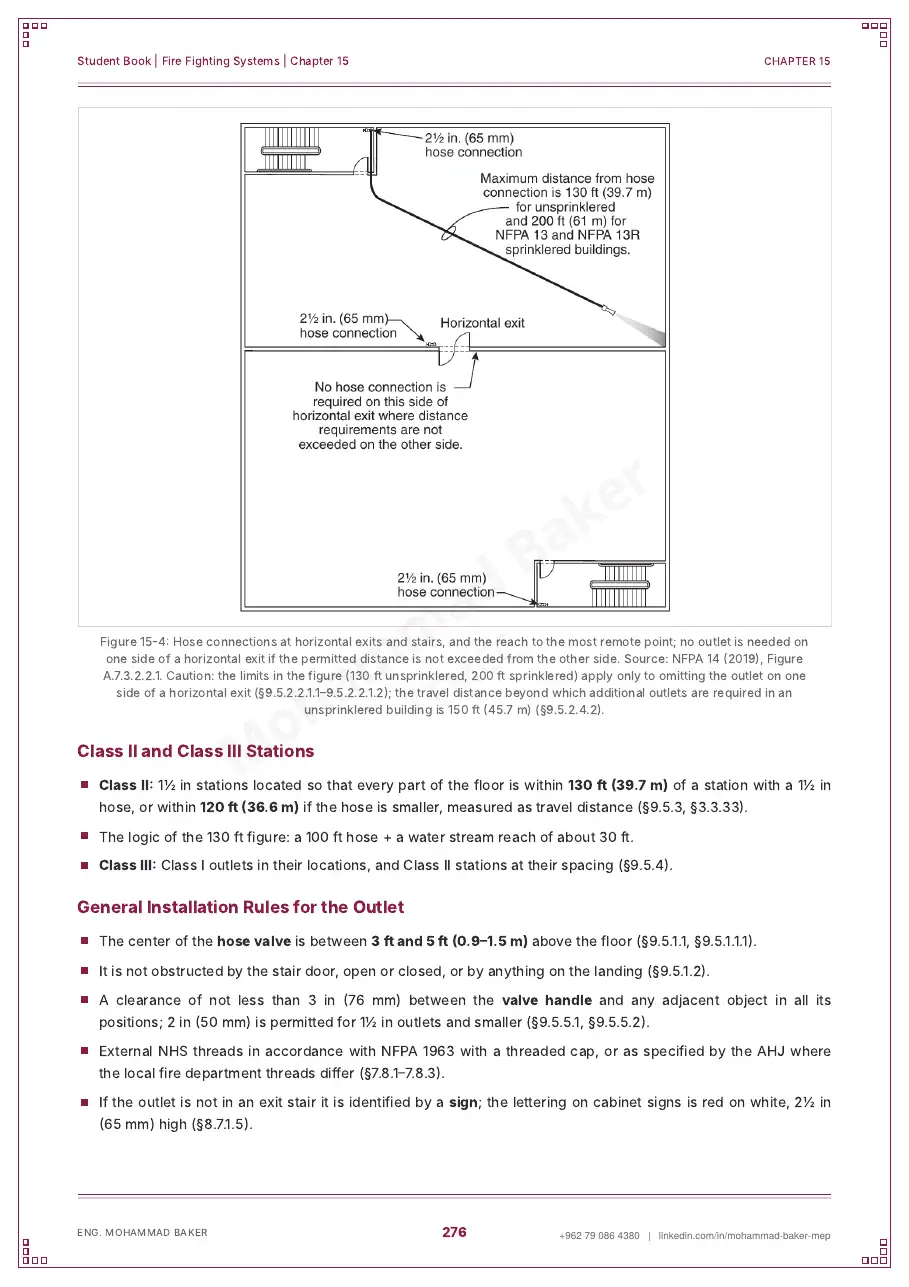 Student Book | Fire Fighting Systems | Chapter 15
CHAPTER 15
2½ in. (65 mm)
hose connection
Maximum distance from hose
connection is 130 ft (39.7 m)
for unsprinklered
and 200 ft (61 m) for
NFPA 13 and NFPA 13R
sprinklered buildings.
2½ in. (65 mm)
hose connection
Horizontal exit
No hose connection is
required on this side of
horizontal exit where distance
requirements are not
exceeded on the other side.
2½ in. (65 mm)
hose connection
Mohammad Baker
Figure 15-4: Hose connections at horizontal exits and stairs, and the reach to the most remote point; no outlet is needed on
one side of a horizontal exit if the permitted distance is not exceeded from the other side. Source: NFPA 14 (2019), Figure
A.7.3.2.2.1. Caution: the limits in the figure (130 ft unsprinklered, 200 ft sprinklered) apply only to omitting the outlet on one
side of a horizontal exit (§9.5.2.2.1.1–9.5.2.2.1.2); the travel distance beyond which additional outlets are required in an
unsprinklered building is 150 ft (45.7 m) (§9.5.2.4.2).
Class II and Class III Stations
■ Class II: 1½ in stations located so that every part of the floor is within 130 ft (39.7 m) of a station with a 1½ in
hose, or within 120 ft (36.6 m) if the hose is smaller, measured as travel distance (§9.5.3, §3.3.33).
■ The logic of the 130 ft figure: a 100 ft hose + a water stream reach of about 30 ft.
■ Class III: Class I outlets in their locations, and Class II stations at their spacing (§9.5.4).
General Installation Rules for the Outlet
■ The center of the hose valve is between 3 ft and 5 ft (0.9–1.5 m) above the floor (§9.5.1.1, §9.5.1.1.1).
■ It is not obstructed by the stair door, open or closed, or by anything on the landing (§9.5.1.2).
■ A clearance of not less than 3 in (76 mm) between the valve handle and any adjacent object in all its
positions; 2 in (50 mm) is permitted for 1½ in outlets and smaller (§9.5.5.1, §9.5.5.2).
■ External NHS threads in accordance with NFPA 1963 with a threaded cap, or as specified by the AHJ where
the local fire department threads differ (§7.8.1–7.8.3).
■ If the outlet is not in an exit stair it is identified by a sign; the lettering on cabinet signs is red on white, 2½ in
(65 mm) high (§8.7.1.5).
ENG. MOHAMMAD BAKER
276
+962 79 086 4380 | linkedin.com/in/mohammad-baker-mep